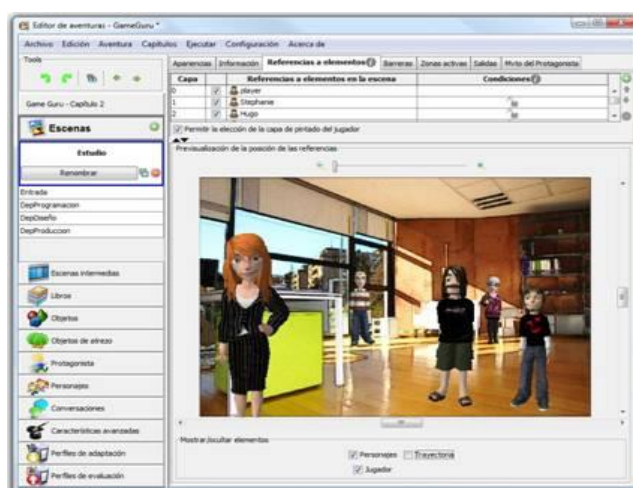 Editor de aventuras - GameGuru *
Archivo Edición Aventura Capítulos Ejecutar Configuración Acerca de
Tools
Apariencias Información Referencias a elementos Barreras Zonas activas Salidas Mvto del Protagonista
Capa Referencias a elementos en la escena Condiciones
0 player
1 Stephanie
2 Hugo
Game Guru - Capítulo 2
Escenas
Permitir la elección de la capa de pintado del jugador
Estudio
Previsualización de la posición de las referencias
Renombrar
Entrada
DepProgramacion
DepDiseño
DepProduccion
Escenas intermedias
Libros
Objetos
Objetos de atrezo
Protagonista
Personajes
Conversaciones
Características avanzadas
Perfiles de adaptación
Perfiles de evaluación
Mostrar/ocultar elementos
Personajes Trayectoria
Jugador